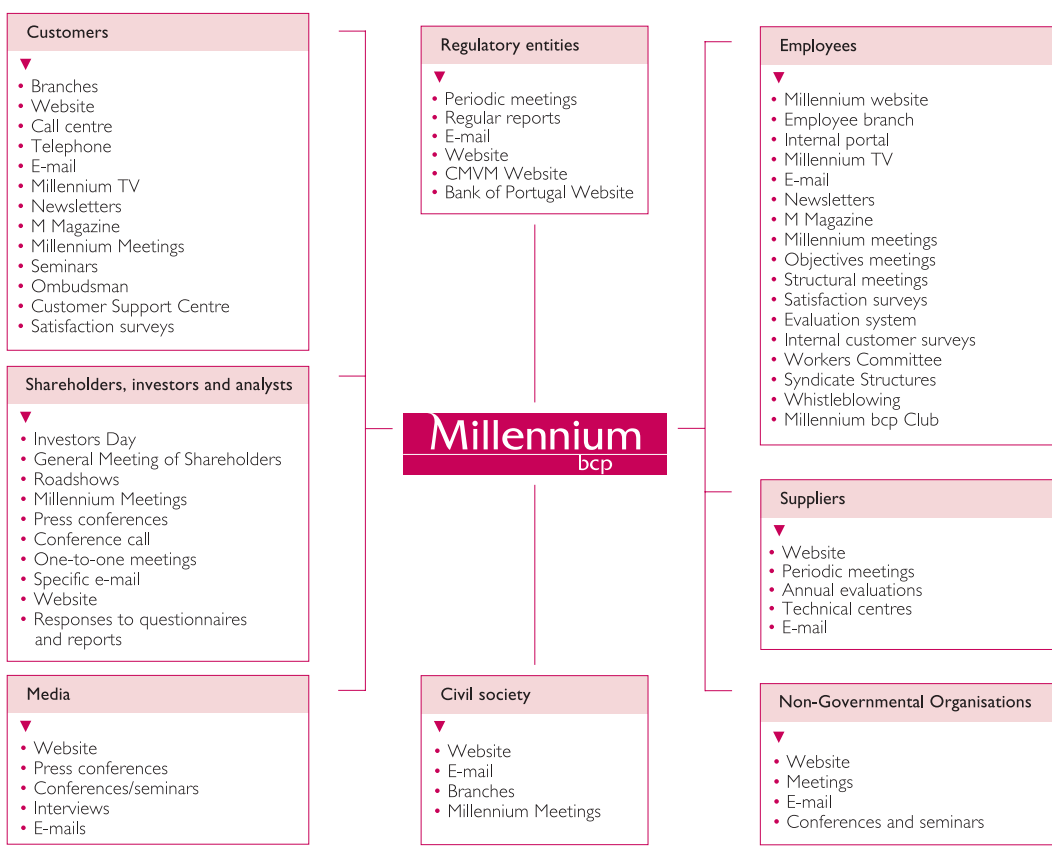 Customers
▼
• Branches
• Website
• Call centre
• Telephone
• E-mail
• Millennium TV
• Newsletters
• M Magazine
• Millennium Meetings
• Seminars
• Ombudsman
• Customer Support Centre
• Satisfaction surveys
Shareholders, investors and analysts
▼
• Investors Day
• General Meeting of Shareholders
• Roadshows
• Millennium Meetings
• Press conferences
• Conference call
• One-to-one meetings
• Specific e-mail
• Website
• Responses to questionnaires
and reports
Media
▼
• Website
• Press conferences
• Conferences/seminars
• Interviews
• E-mails
Regulatory entities
▼
• Periodic meetings
• Regular reports
• E-mail
• Website
• CMVM Website
• Bank of Portugal Website
Millennium
bcp
Civil society
▼
• Website
• E-mail
• Branches
• Millennium Meetings
Employees
▼
• Millennium website
• Employee branch
• Internal portal
• Millennium TV
• E-mail
• Newsletters
• M Magazine
• Millennium meetings
• Objectives meetings
• Structural meetings
• Satisfaction surveys
• Evaluation system
• Internal customer surveys
• Workers Committee
• Syndicate Structures
• Whistleblowing
• Millennium bcp Club
Suppliers
▼
• Website
• Periodic meetings
• Annual evaluations
• Technical centres
• E-mail
Non-Governmental Organisations
▼
• Website
• Meetings
• E-mail
• Conferences and seminars